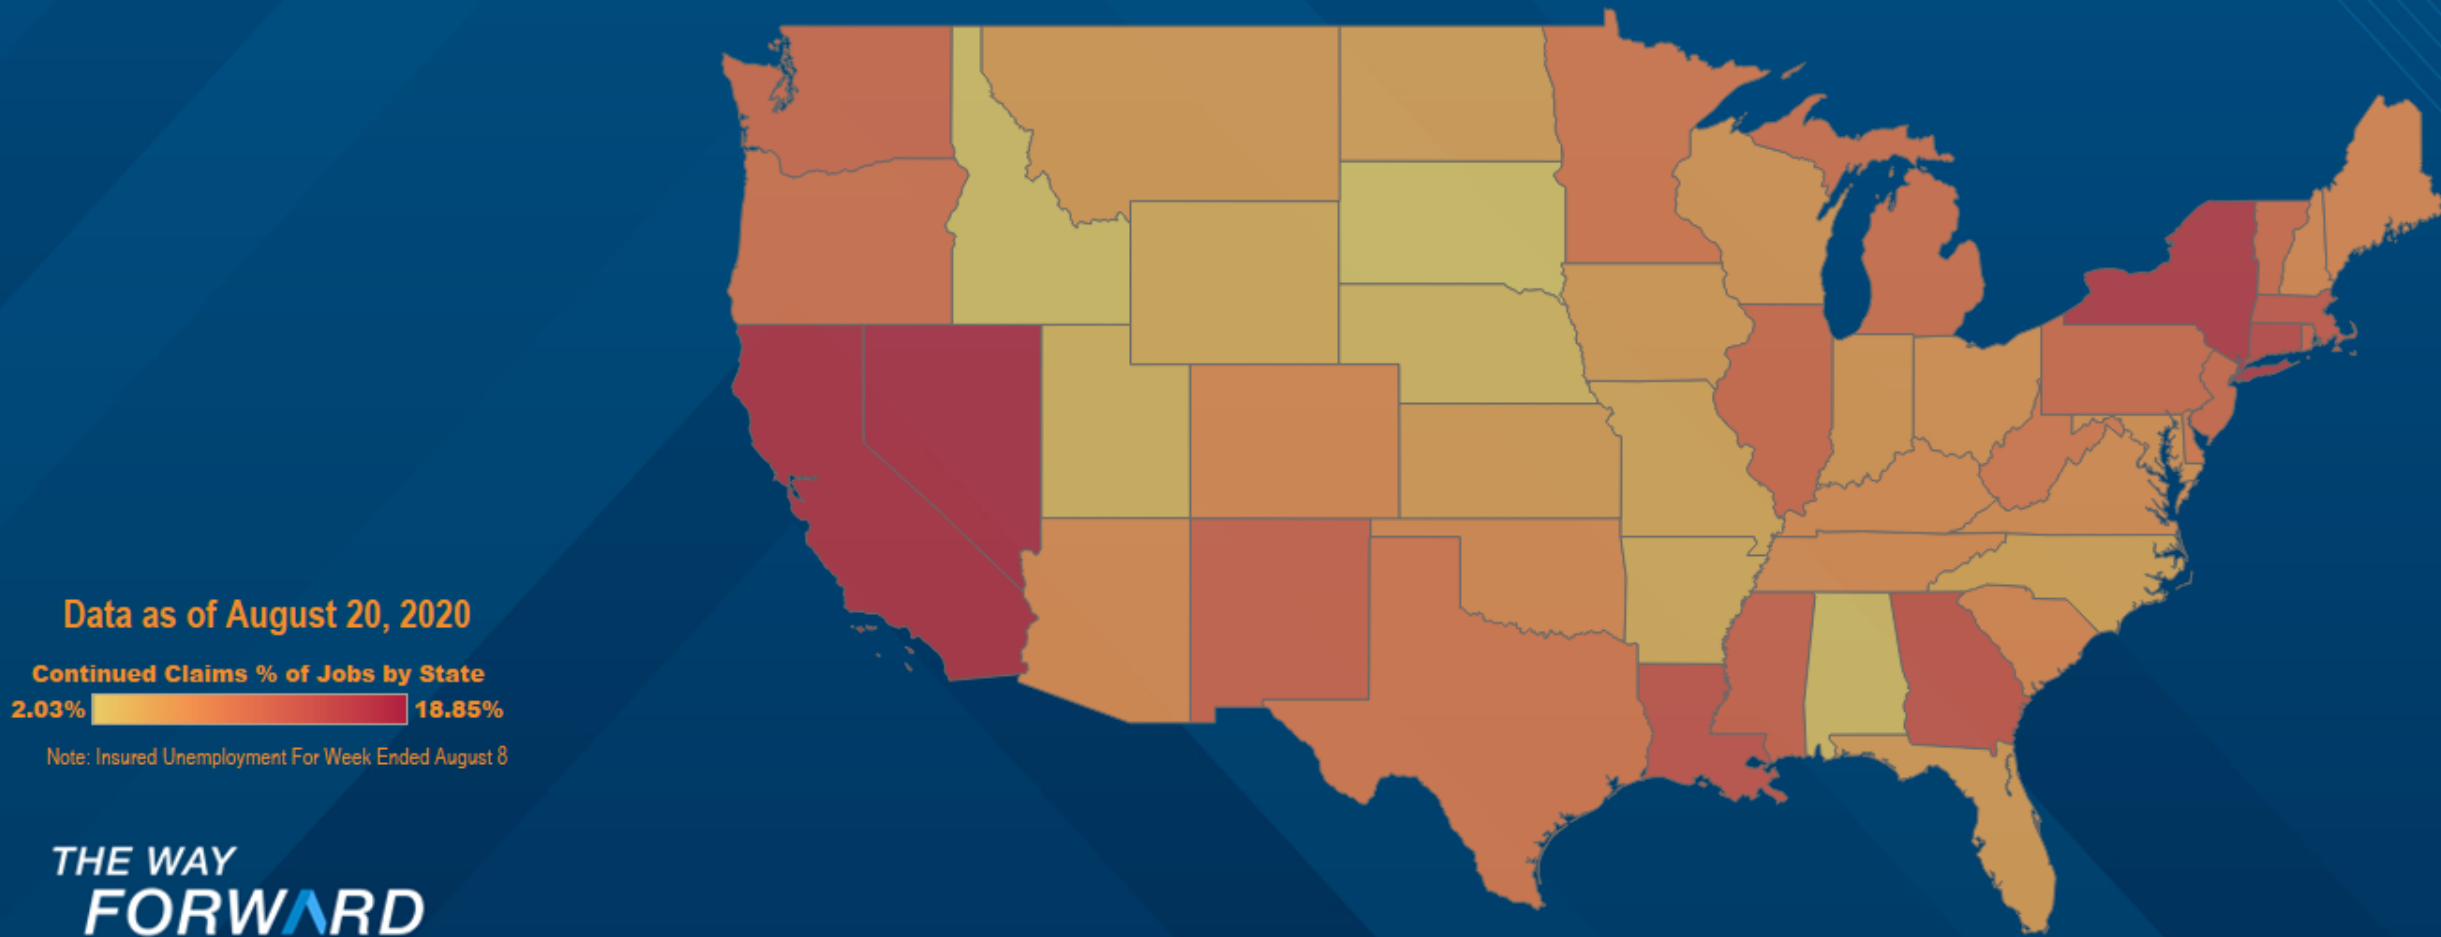 Data as of August 20, 2020
Continued Claims % of Jobs by State
2.03% 18.85%
Note: Insured Unemployment For Week Ended August 8
THE WAY
FORWARD